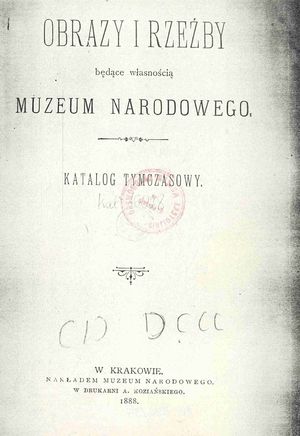 OBRAZY I RZEŹBY
będące własnością
MUZEUM NARODOWEGO.
KATALOG TYMCZASOWY.
W KRAKOWIE.
NAKŁADEM MUZEUM NARODOWEGO.
W DRUKARNI A. KOZIAŃSKIEGO.
1888.